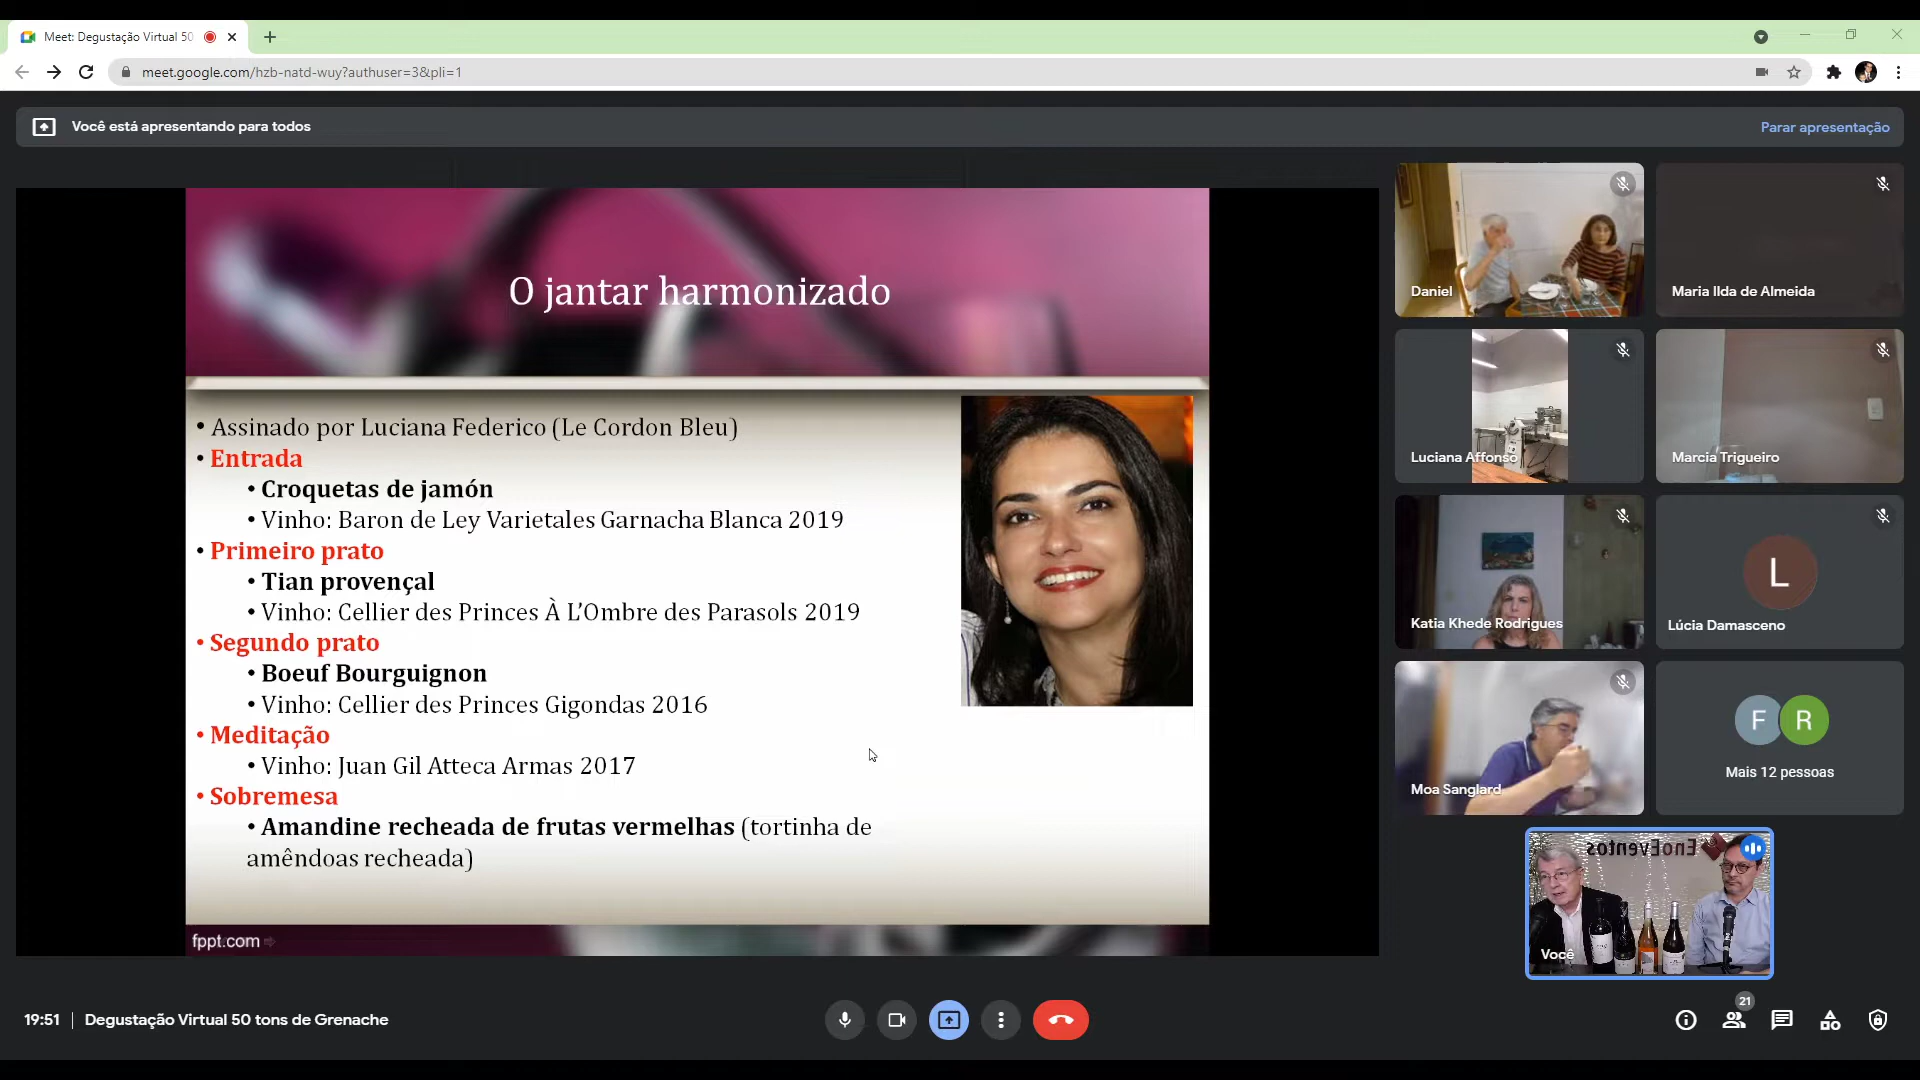 Meet: Degustação Virtual 50
meet.google.com/hzb-natd-wuy?authuser=3&pli=1
Você está apresentando para todos
Parar apresentação
O jantar harmonizado
• Assinado por Luciana Federico (Le Cordon Bleu)
• Entrada
• Croquetas de jamón
• Vinho: Baron de Ley Varietales Garnacha Blanca 2019
• Primeiro prato
• Tian provençal
• Vinho: Cellier des Princes À L’Ombre des Parasols 2019
• Segundo prato
• Boeuf Bourguignon
• Vinho: Cellier des Princes Gigondas 2016
• Meditação
• Vinho: Juan Gil Atteca Armas 2017
• Sobremesa
• Amandine recheada de frutas vermelhas (tortinha de
amêndoas recheada)
fppt.com
Daniel
Maria Ilda de Almeida
Luciana Affonso
Marcia Trigueiro
Katia Khede Rodrigues
L
Lúcia Damasceno
Moa Sanglard
F R
Mais 12 pessoas
EnoEventos
Você
19:51 | Degustação Virtual 50 tons de Grenache
21